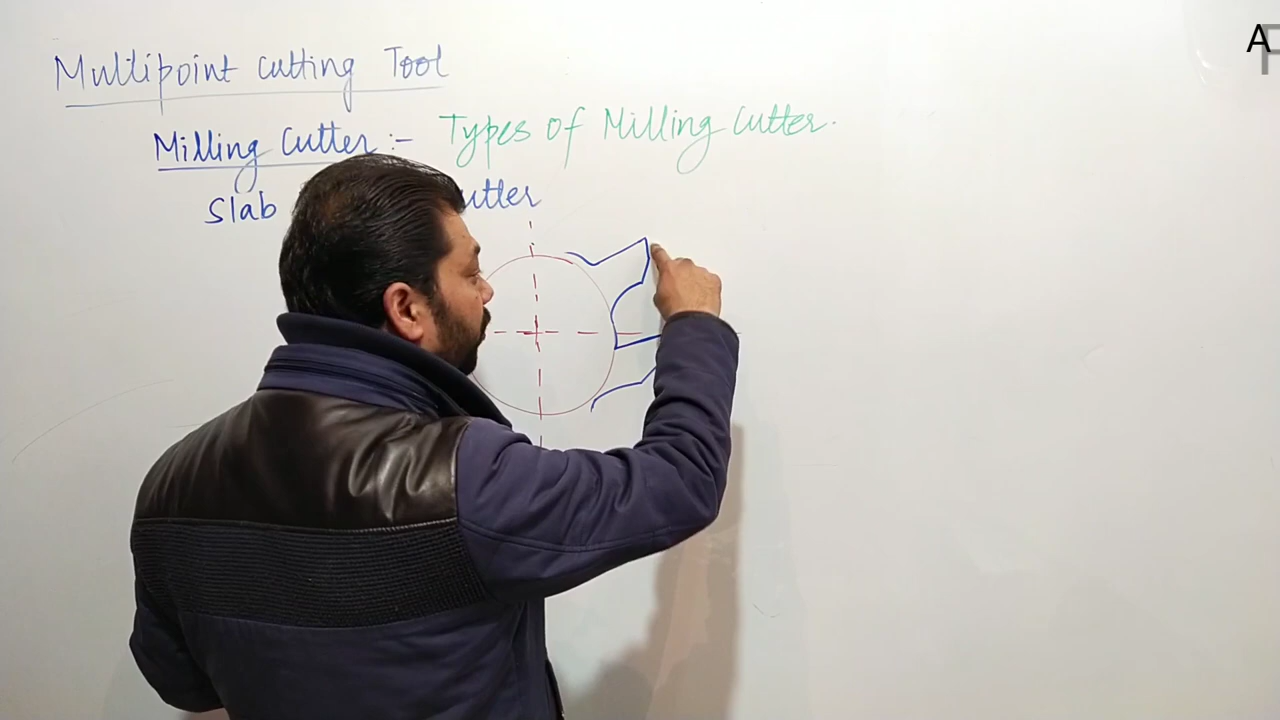 Multipoint Cutting Tool
Milling Cutter :- Types of Milling Cutter.
Slab utter
A